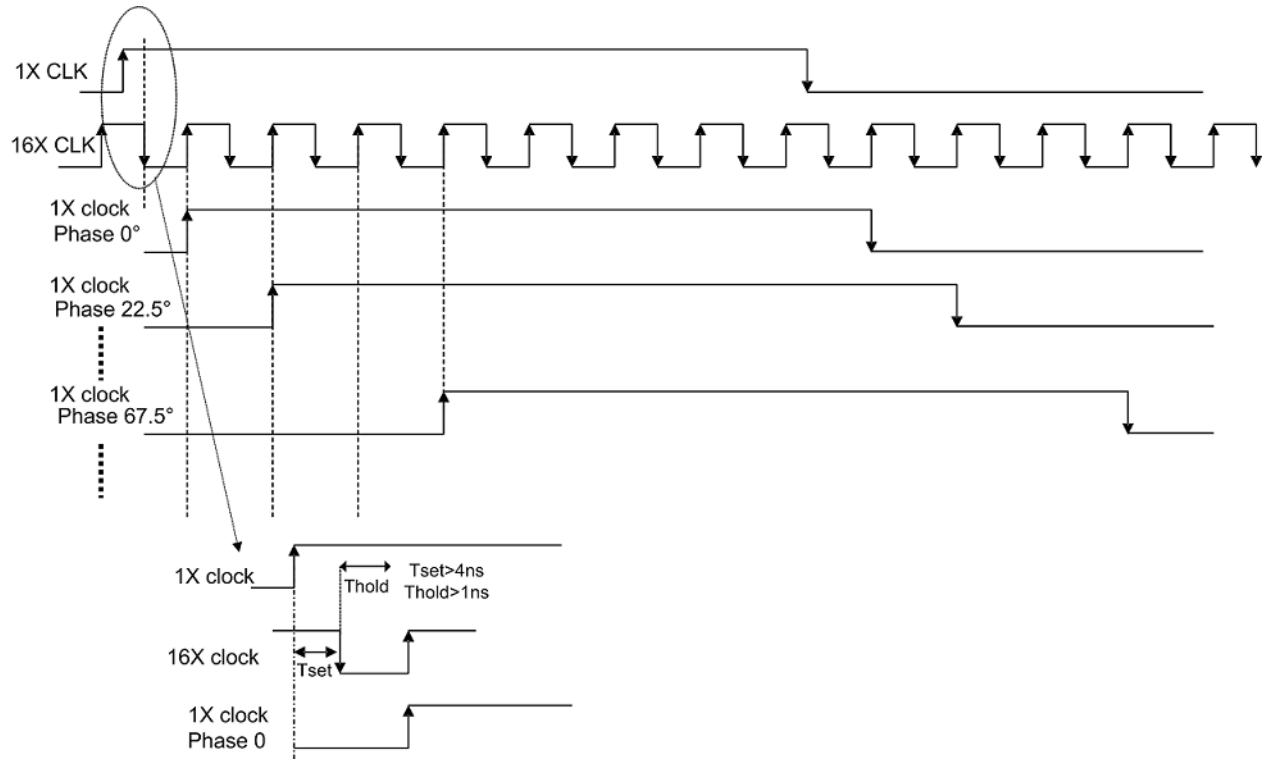 1X CLK
16X CLK
1X clock
Phase 0°
1X clock
Phase 22.5°
1X clock
Phase 67.5°
1X clock
Thold
Tset>4ns
Thold>1ns
16X clock
Tset
1X clock
Phase 0